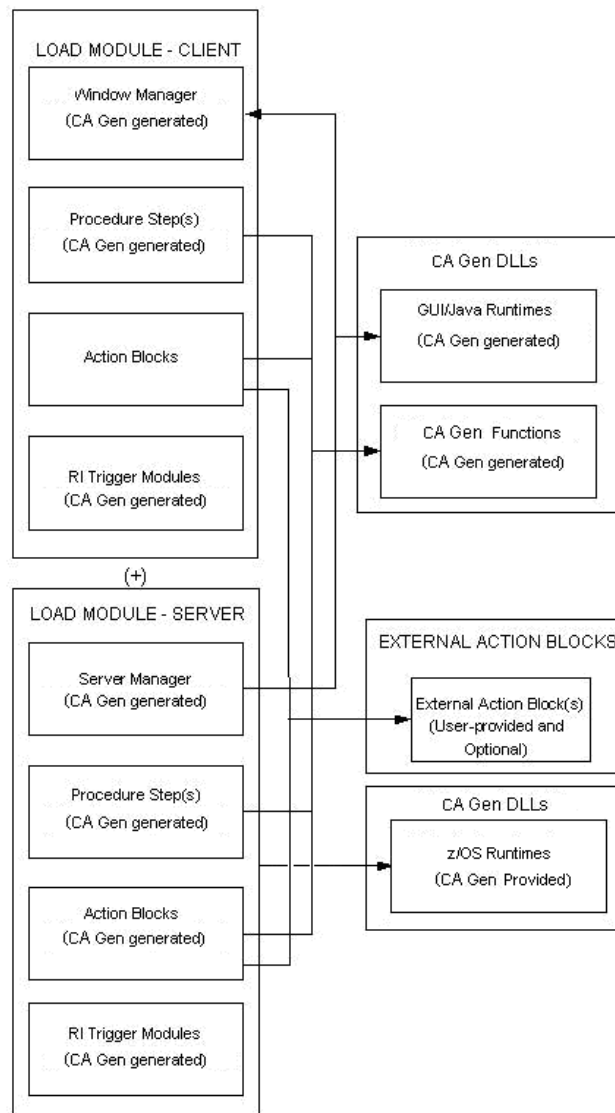 LOAD MODULE - CLIENT
Window Manager
(CA Gen generated)
Procedure Step(s)
(CA Gen generated)
Action Blocks
RI Trigger Modules
(CA Gen generated)
(+)
LOAD MODULE - SERVER
Server Manager
(CA Gen generated)
Procedure Step(s)
(CA Gen generated)
Action Blocks
(CA Gen generated)
RI Trigger Modules
(CA Gen generated)
CA Gen DLLs
GUI/Java Runtimes
(CA Gen generated)
CA Gen Functions
(CA Gen generated)
EXTERNAL ACTION BLOCKS
External Action Block(s)
(User-provided and
Optional)
CA Gen DLLs
z/OS Runtimes
(CA Gen Provided)